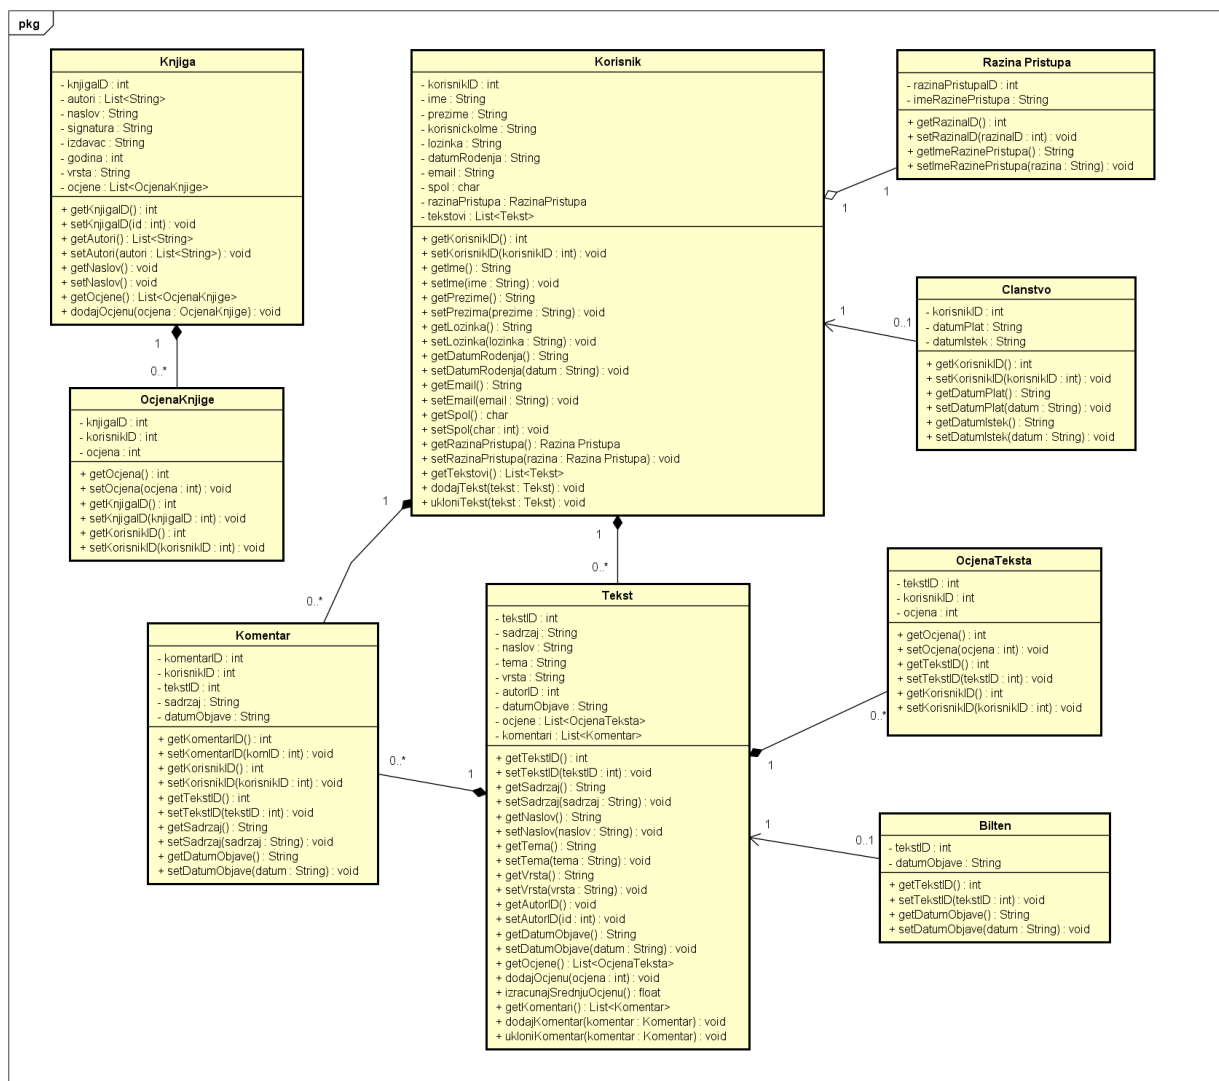 pkg
Knjiga
- knjigaID : int
- autori : List<String>
- naslov : String
- signatura : String
- izdavac : String
- godina : int
- vrsta : String
- ocjene : List<OcjenaKnjige>
+ getKnjigaID() : int
+ setKnjigaID(id : int) : void
+ getAutori() : List<String>
+ setAutori(autori : List<String>) : void
+ getNaslov() : void
+ setNaslov() : void
+ getOcjene() : List<OcjenaKnjige>
+ dodajOcjenu(ocjena : OcjenaKnjige) : void
1
0..*
OcjenaKnjige
- knjigaID : int
- korisnikID : int
- ocjena : int
+ getOcjena() : int
+ setOcjena(ocjena : int) : void
+ getKnjigaID() : int
+ setKnjigaID(knjigaID : int) : void
+ getKorisnikID() : int
+ setKorisnikID(korisnikID : int) : void
Korisnik
- korisnikID : int
- ime : String
- prezime : String
- korisnickoIme : String
- lozinka : String
- datumRodenja : String
- email : String
- spol : char
- razinaPristupa : RazinaPristupa
- tekstovi : List<Tekst>
+ getKorisnikID() : int
+ setKorisnikID(korisnikID : int) : void
+ getIme() : String
+ setIme(ime : String) : void
+ getPrezime() : String
+ setPrezima(prezime : String) : void
+ getLozinka() : String
+ setLozinka(lozinka : String) : void
+ getDatumRodenja() : String
+ setDatumRodenja(datum : String) : void
+ getEmail() : String
+ setEmail(email : String) : void
+ getSpol() : char
+ setSpol(char : int) : void
+ getRazinaPristupa() : Razina Pristupa
+ setRazinaPristupa(razina : Razina Pristupa) : void
+ getTekstovi() : List<Tekst>
+ dodajTekst(tekst : Tekst) : void
+ ukloniTekst(tekst : Tekst) : void
1
1
Razina Pristupa
- razinaPristupaID : int
- imeRazinePristupa : String
+ getRazinaID() : int
+ setRazinaID(razinaID : int) : void
+ getImeRazinePristupa() : String
+ setImeRazinePristupa(razina : String) : void
1
0..1
Clanstvo
- korisnikID : int
- datumPlat : String
- datumIstek : String
+ getKorisnikID() : int
+ setKorisnikID(korisnikID : int) : void
+ getDatumPlat() : String
+ setDatumPlat(datum : String) : void
+ getDatumIstek() : String
+ setDatumIstek(datum : String) : void
1
0..*
1
0..*
Komentar
- komentarID : int
- korisnikID : int
- tekstID : int
- sadrzaj : String
- datumObjave : String
+ getKomentarID() : int
+ setKomentarID(komID : int) : void
+ getKorisnikID() : int
+ setKorisnikID(korisnikID : int) : void
+ getTekstID() : int
+ setTekstID(tekstID : int) : void
+ getSadrzaj() : String
+ setSadrzaj(sadrzaj : String) : void
+ getDatumObjave() : String
+ setDatumObjave(datum : String) : void
0..*
1
Tekst
- tekstID : int
- sadrzaj : String
- naslov : String
- tema : String
- vrsta : String
- autorID : int
- datumObjave : String
- ocjene : List<OcjenaTeksta>
- komentari : List<Komentar>
+ getTekstID() : int
+ setTekstID(tekstID : int) : void
+ getSadrzaj() : String
+ setSadrzaj(sadrzaj : String) : void
+ getNaslov() : String
+ setNaslov(naslov : String) : void
+ getTema() : String
+ setTema(tema : String) : void
+ getVrsta() : String
+ setVrsta(vrsta : String) : void
+ getAutorID() : void
+ setAutorID(id : int) : void
+ getDatumObjave() : String
+ setDatumObjave(datum : String) : void
+ getOcjene() : List<OcjenaTeksta>
+ dodajOcjenu(ocjena : int) : void
+ izracunajSrednjuOcjenu() : float
+ getKomentari() : List<Komentar>
+ dodajKomentar(komentar : Komentar) : void
+ ukloniKomentar(komentar : Komentar) : void
OcjenaTeksta
- tekstID : int
- korisnikID : int
- ocjena : int
+ getOcjena() : int
+ setOcjena(ocjena : int) : void
+ getTekstID() : int
+ setTekstID(tekstID : int) : void
+ getKorisnikID() : int
+ setKorisnikID(korisnikID : int) : void
0..*
1
1
0..1
Bilten
- tekstID : int
- datumObjave : String
+ getTekstID() : int
+ setTekstID(tekstID : int) : void
+ getDatumObjave() : String
+ setDatumObjave(datum : String) : void